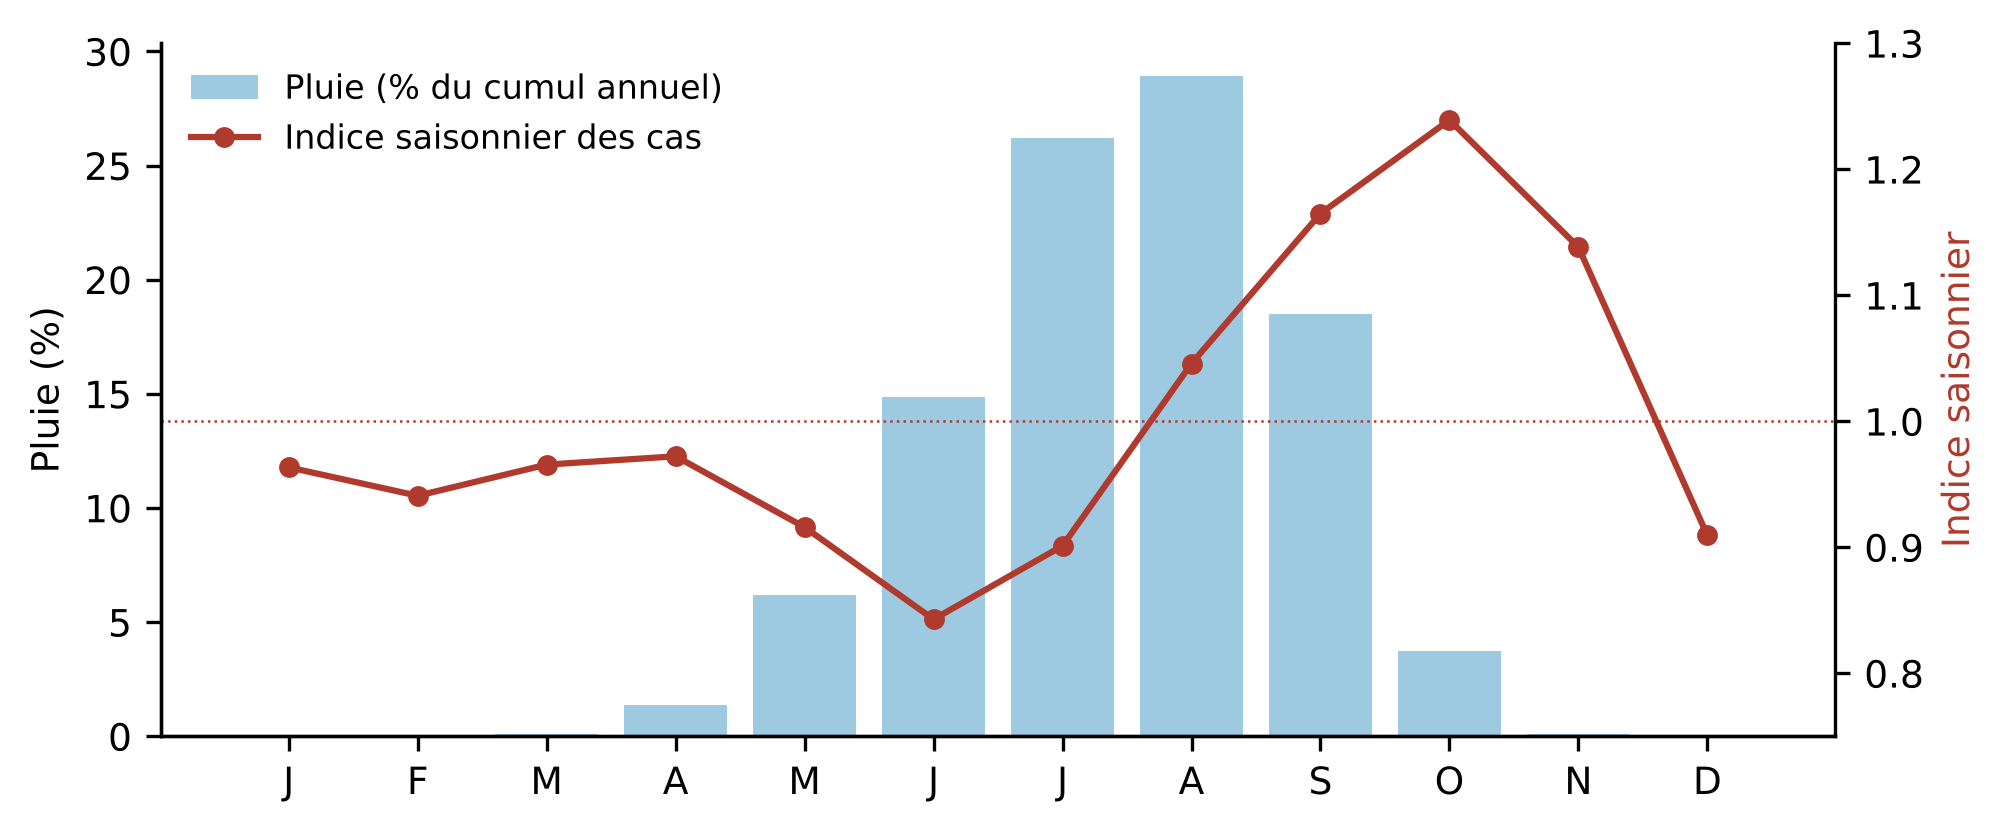 Pluie (% du cumul annuel)
Indice saisonnier des cas
Pluie (%)
30
25
20
15
10
5
0
1.3
1.2
1.1
1.0
0.9
0.8
Indice saisonnier
J F M A M J J A S O N D